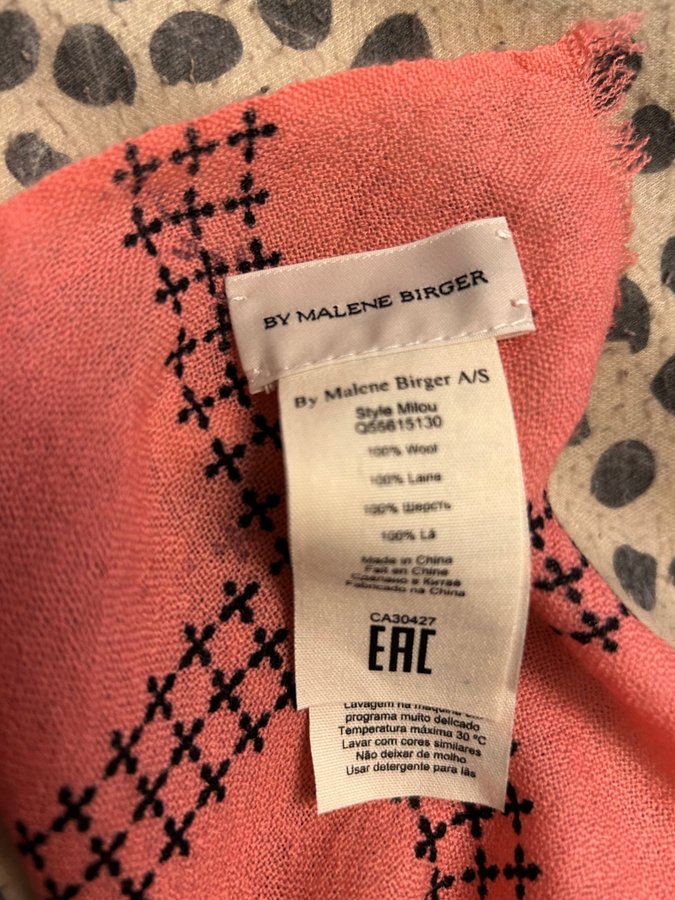 BY MALENE BIRGER
By Malene Birger A/S
Style Milou
Q55615130
100% Wool
100% Laine
100% Шерсть
100% Lã
Made in China
Fait en Chine
Сделано в Китае
Fabricado na China
CA30427
EAC
Lavagem na máquina em
programa muito delicado
Temperatura máxima 30 ºC
Lavar com cores similares
Não deixar de molho
Usar detergente para lãs